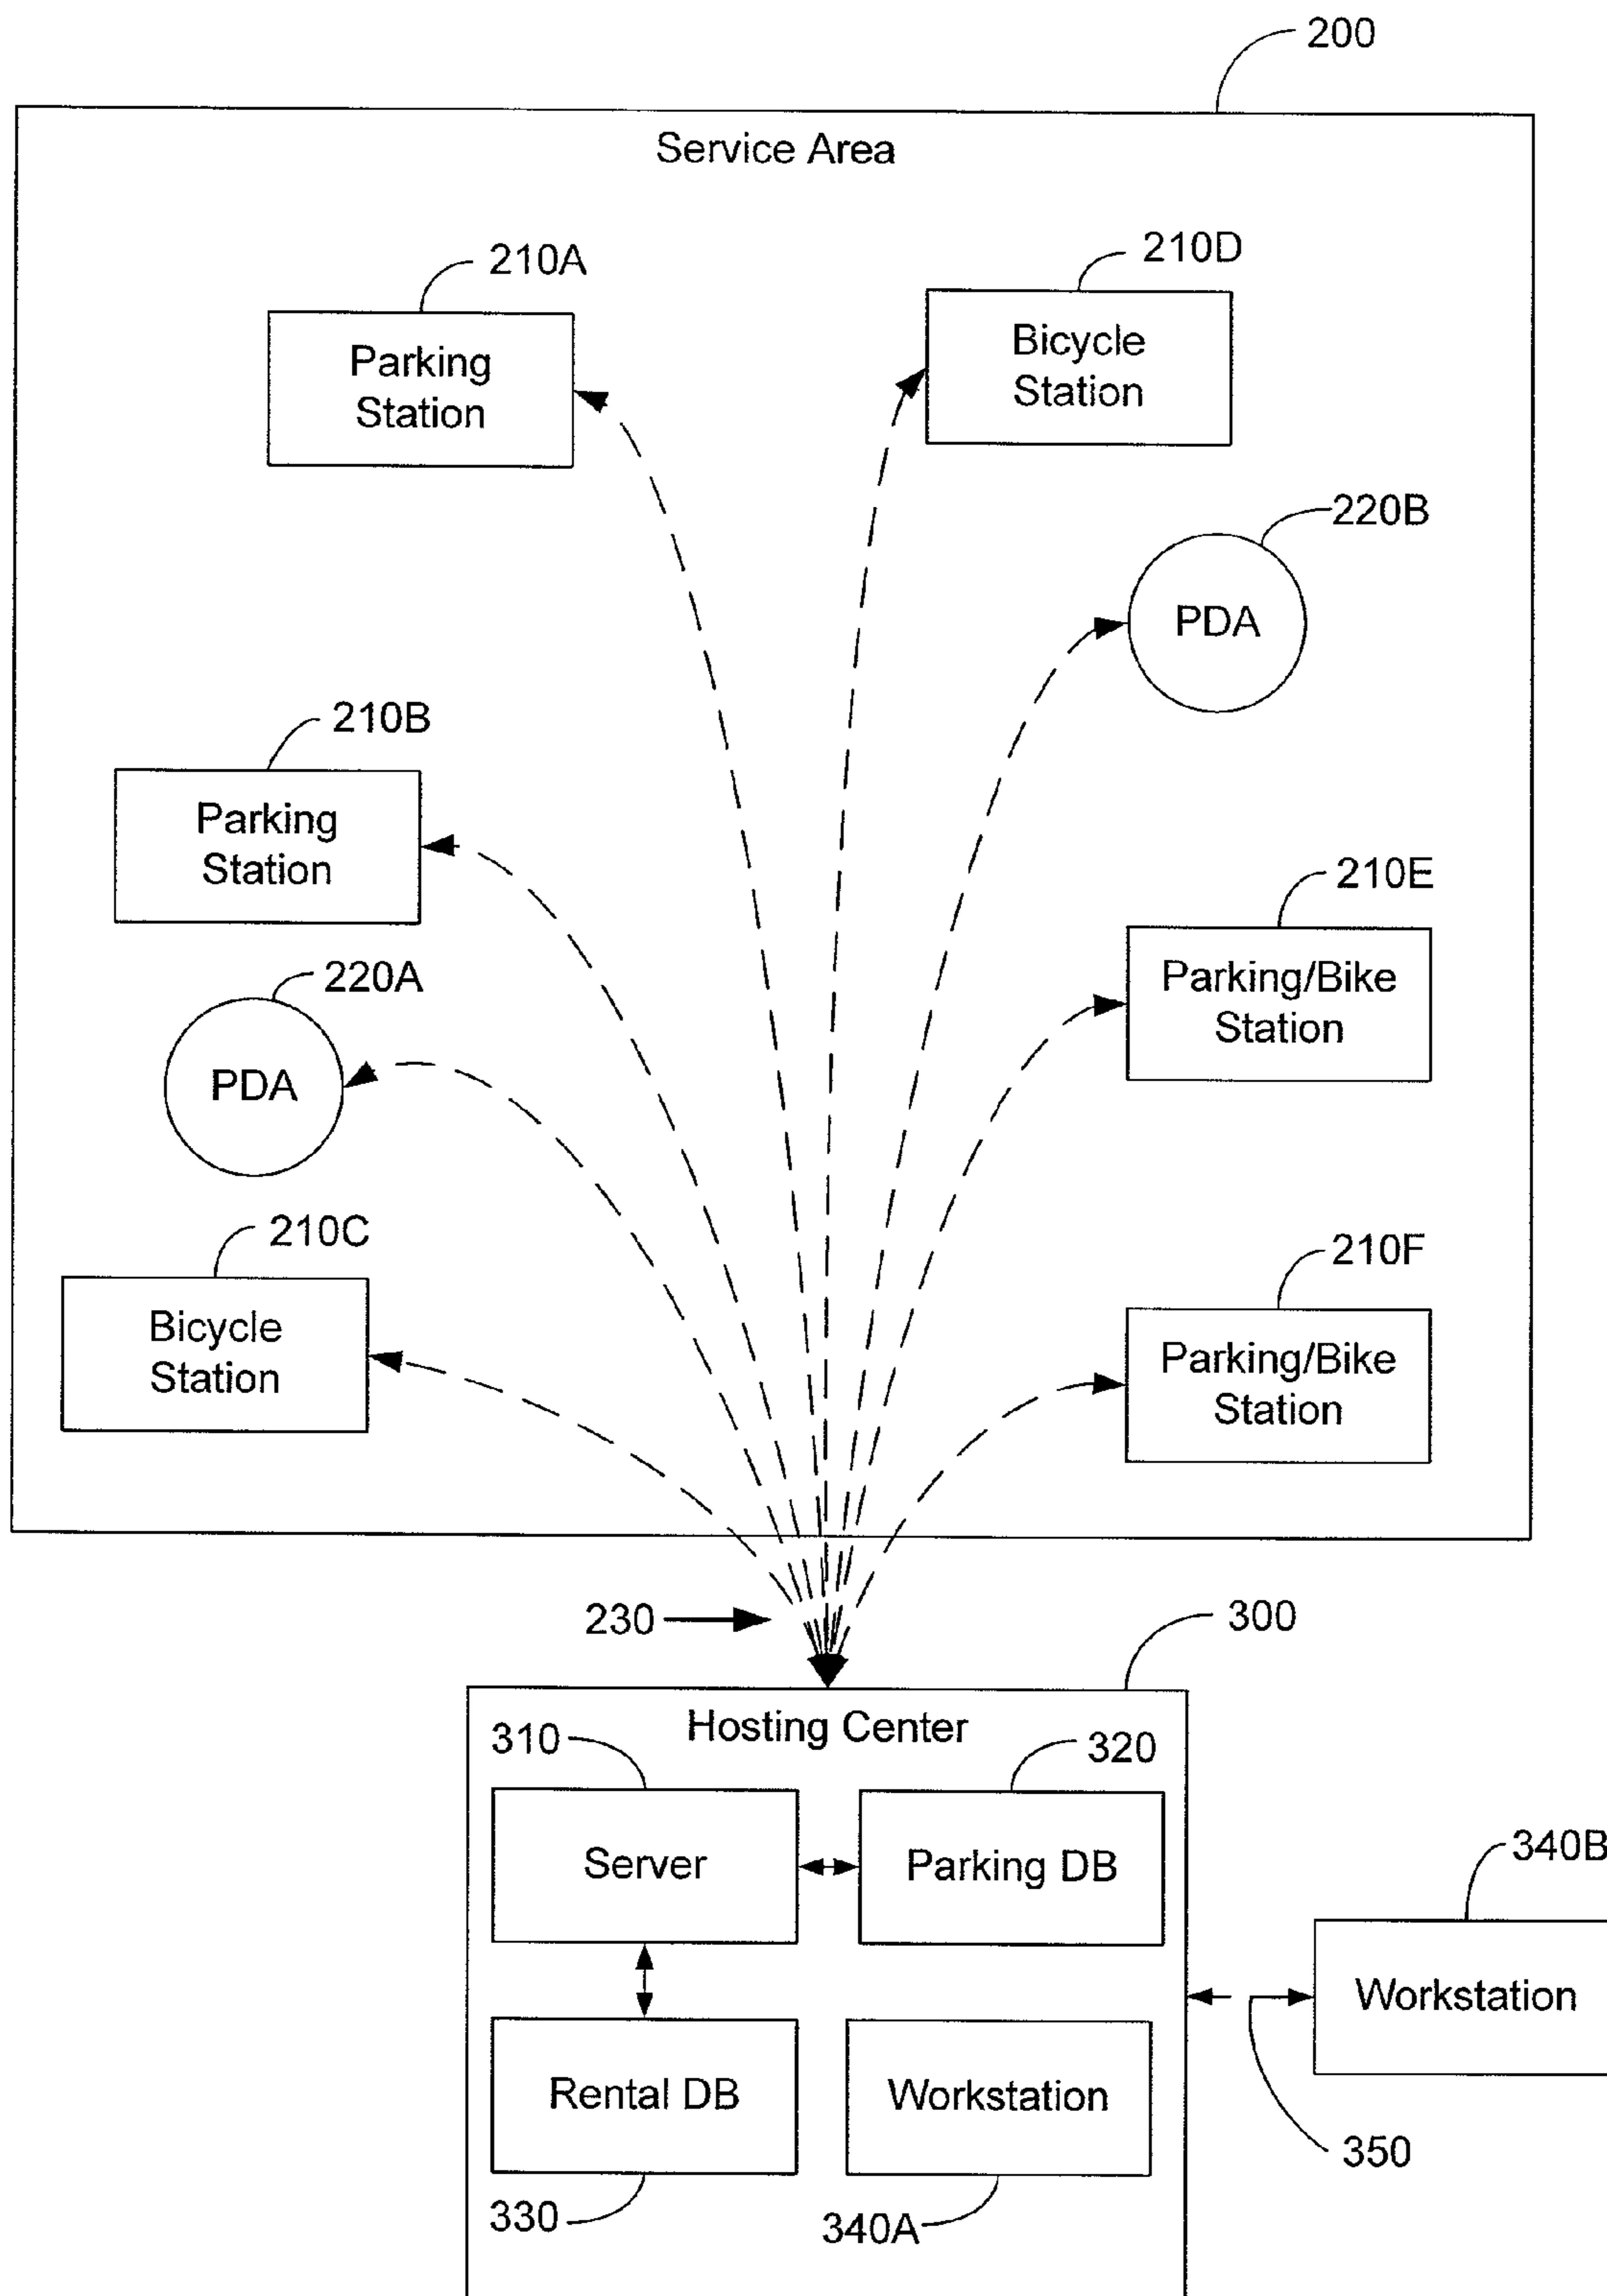 200
Service Area
210A
210D
Parking
Station
Bicycle
Station
220B
PDA
210B
Parking
Station
210E
Parking/Bike
Station
220A
PDA
210C
Bicycle
Station
210F
Parking/Bike
Station
230
300
Hosting Center
310
320
Server
Parking DB
340B
Workstation
Rental DB
Workstation
350
330
340A